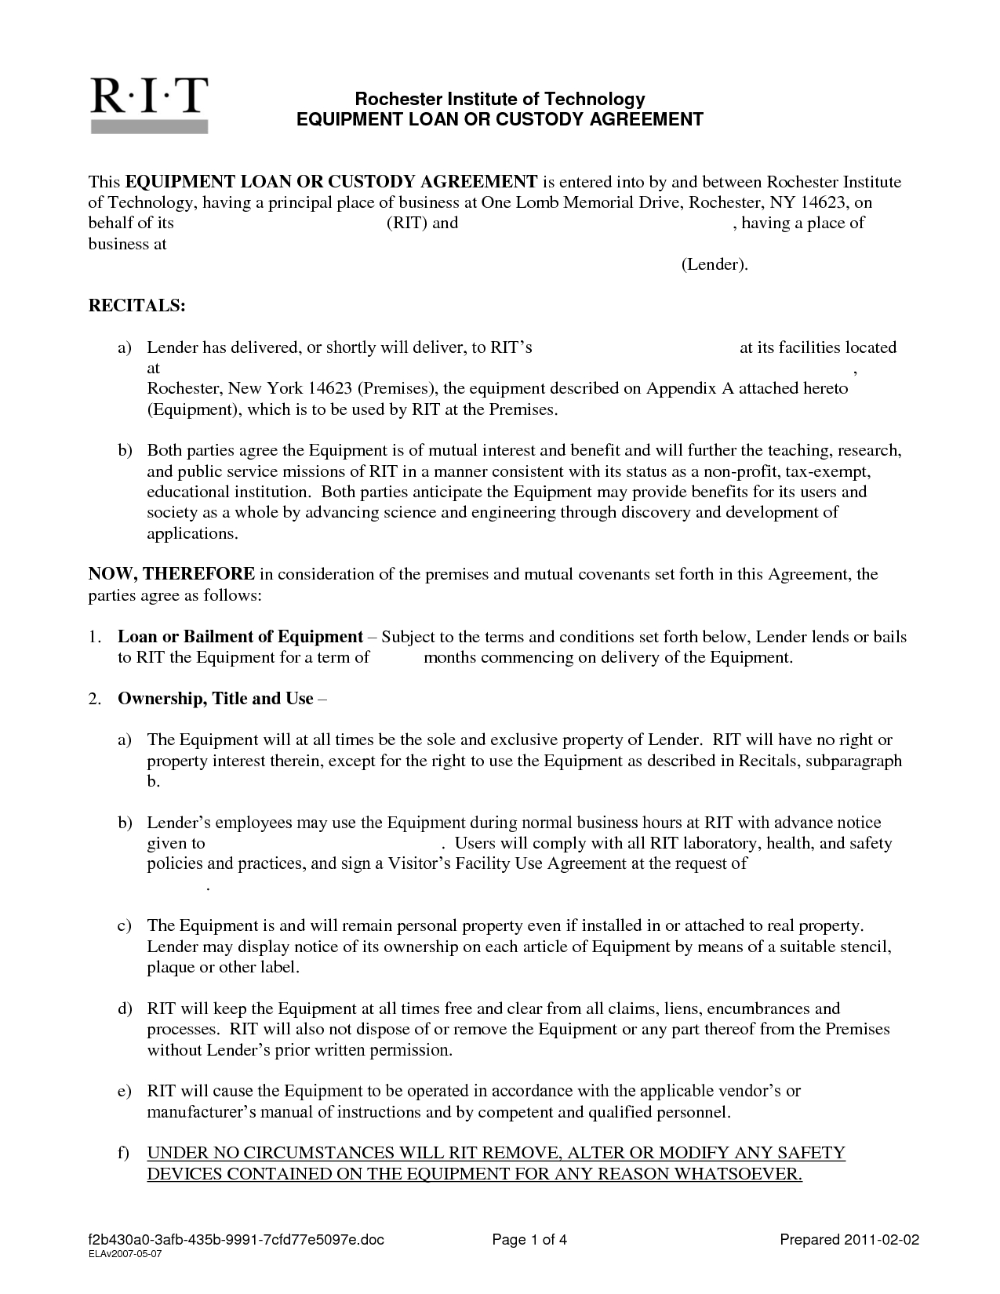 R·I·T
Rochester Institute of Technology
EQUIPMENT LOAN OR CUSTODY AGREEMENT
This EQUIPMENT LOAN OR CUSTODY AGREEMENT is entered into by and between Rochester Institute
of Technology, having a principal place of business at One Lomb Memorial Drive, Rochester, NY 14623, on
behalf of its (RIT) and , having a place of
business at
(Lender).
RECITALS:
a) Lender has delivered, or shortly will deliver, to RIT's at its facilities located
at ,
Rochester, New York 14623 (Premises), the equipment described on Appendix A attached hereto
(Equipment), which is to be used by RIT at the Premises.
b) Both parties agree the Equipment is of mutual interest and benefit and will further the teaching, research,
and public service missions of RIT in a manner consistent with its status as a non-profit, tax-exempt,
educational institution. Both parties anticipate the Equipment may provide benefits for its users and
society as a whole by advancing science and engineering through discovery and development of
applications.
NOW, THEREFORE in consideration of the premises and mutual covenants set forth in this Agreement, the
parties agree as follows:
1. Loan or Bailment of Equipment – Subject to the terms and conditions set forth below, Lender lends or bails
to RIT the Equipment for a term of months commencing on delivery of the Equipment.
2. Ownership, Title and Use –
a) The Equipment will at all times be the sole and exclusive property of Lender. RIT will have no right or
property interest therein, except for the right to use the Equipment as described in Recitals, subparagraph
b.
b) Lender's employees may use the Equipment during normal business hours at RIT with advance notice
given to . Users will comply with all RIT laboratory, health, and safety
policies and practices, and sign a Visitor's Facility Use Agreement at the request of
.
c) The Equipment is and will remain personal property even if installed in or attached to real property.
Lender may display notice of its ownership on each article of Equipment by means of a suitable stencil,
plaque or other label.
d) RIT will keep the Equipment at all times free and clear from all claims, liens, encumbrances and
processes. RIT will also not dispose of or remove the Equipment or any part thereof from the Premises
without Lender's prior written permission.
e) RIT will cause the Equipment to be operated in accordance with the applicable vendor's or
manufacturer's manual of instructions and by competent and qualified personnel.
f) UNDER NO CIRCUMSTANCES WILL RIT REMOVE, ALTER OR MODIFY ANY SAFETY
DEVICES CONTAINED ON THE EQUIPMENT FOR ANY REASON WHATSOEVER.
f2b430a0-3afb-435b-9991-7cfd77e5097e.doc Page 1 of 4 Prepared 2011-02-02
ELAv2007-05-07